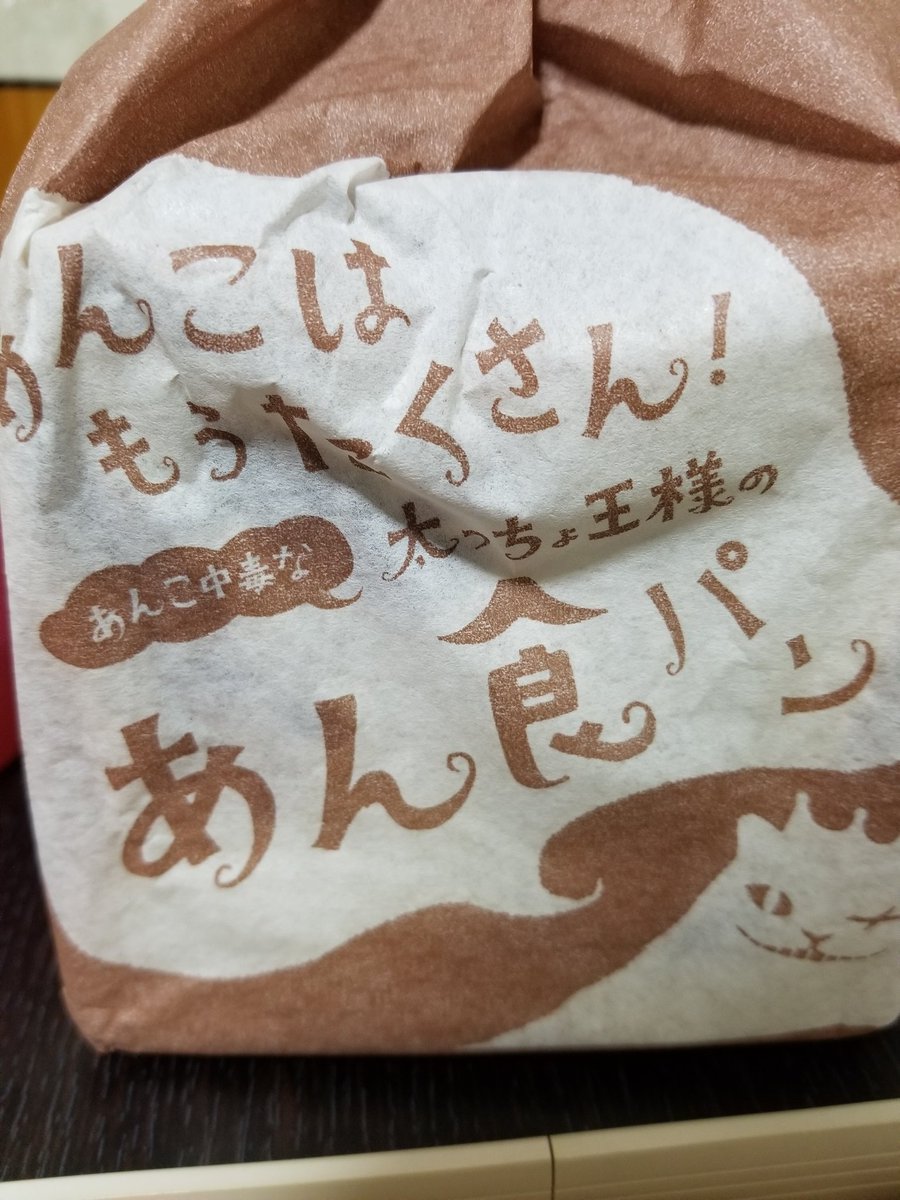 あんこは
もうたくさん!
あんこ中毒な
太っちょ王様の
あん食パン